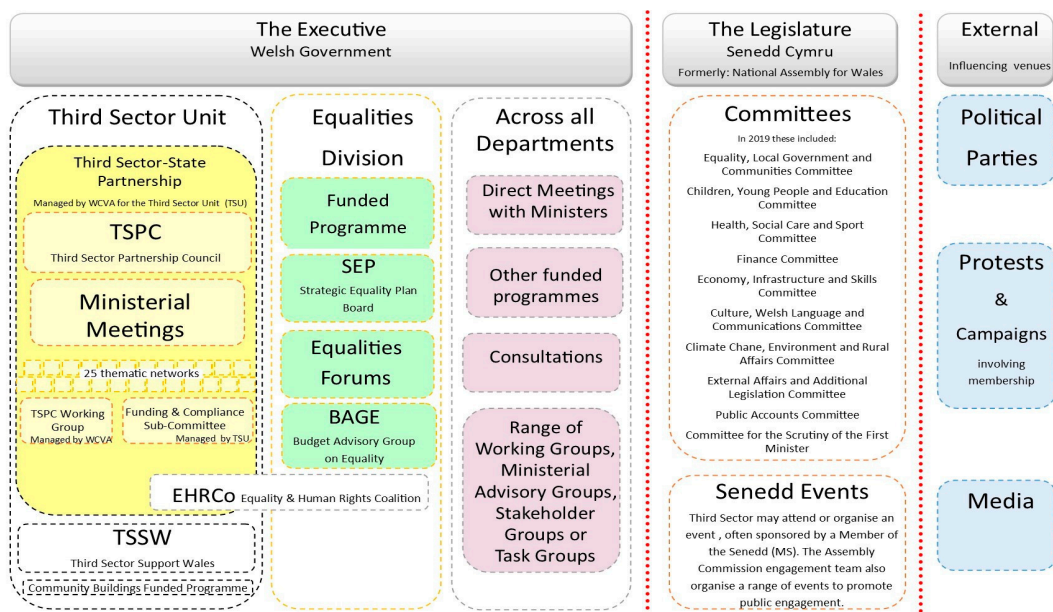 The Executive
Welsh Government
The Legislature
Senedd Cymru
Formerly: National Assembly for Wales
External
Influencing venues
Third Sector Unit
Third Sector-State
Partnership
Managed by WCVA for the Third Sector Unit (TSU)
TSPC
Third Sector Partnership Council
Ministerial
Meetings
25 thematic networks
TSPC Working
Group
Managed by WCVA
Funding & Compliance
Sub-Committee
Managed by TSU
EHRCo Equality & Human Rights Coalition
TSSW
Third Sector Support Wales
Community Buildings Funded Programme
Equalities
Division
Funded
Programme
SEP
Strategic Equality Plan
Board
Equalities
Forums
BAGE
Budget Advisory Group
on Equality
Across all
Departments
Direct Meetings
with Ministers
Other funded
programmes
Consultations
Range of
Working Groups,
Ministerial
Advisory Groups,
Stakeholder
Groups or
Task Groups
Committees
In 2019 these included:
Equality, Local Government and
Communities Committee
Children, Young People and Education
Committee
Health, Social Care and Sport
Committee
Finance Committee
Economy, Infrastructure and Skills
Committee
Culture, Welsh Language and
Communications Committee
Climate Chane, Environment and Rural
Affairs Committee
External Affairs and Additional
Legislation Committee
Public Accounts Committee
Committee for the Scrutiny of the First
Minister
Senedd Events
Third Sector may attend or organise an
event , often sponsored by a Member of
the Senedd (MS). The Assembly
Commission engagement team also
organise a range of events to promote
public engagement.
Political
Parties
Protests
&
Campaigns
involving
membership
Media